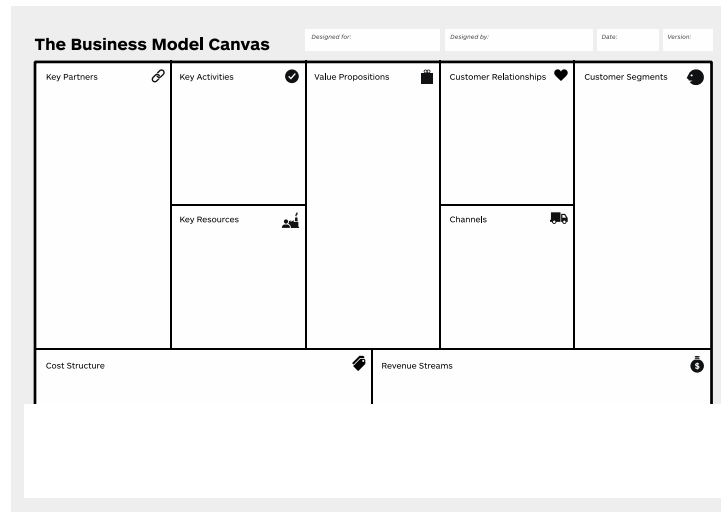 The Business Model Canvas
Designed for:
Designed by:
Date:
Version:
Key Partners
Key Activities
Value Propositions
Customer Relationships
Customer Segments
Key Resources
Channels
Cost Structure
Revenue Streams
$